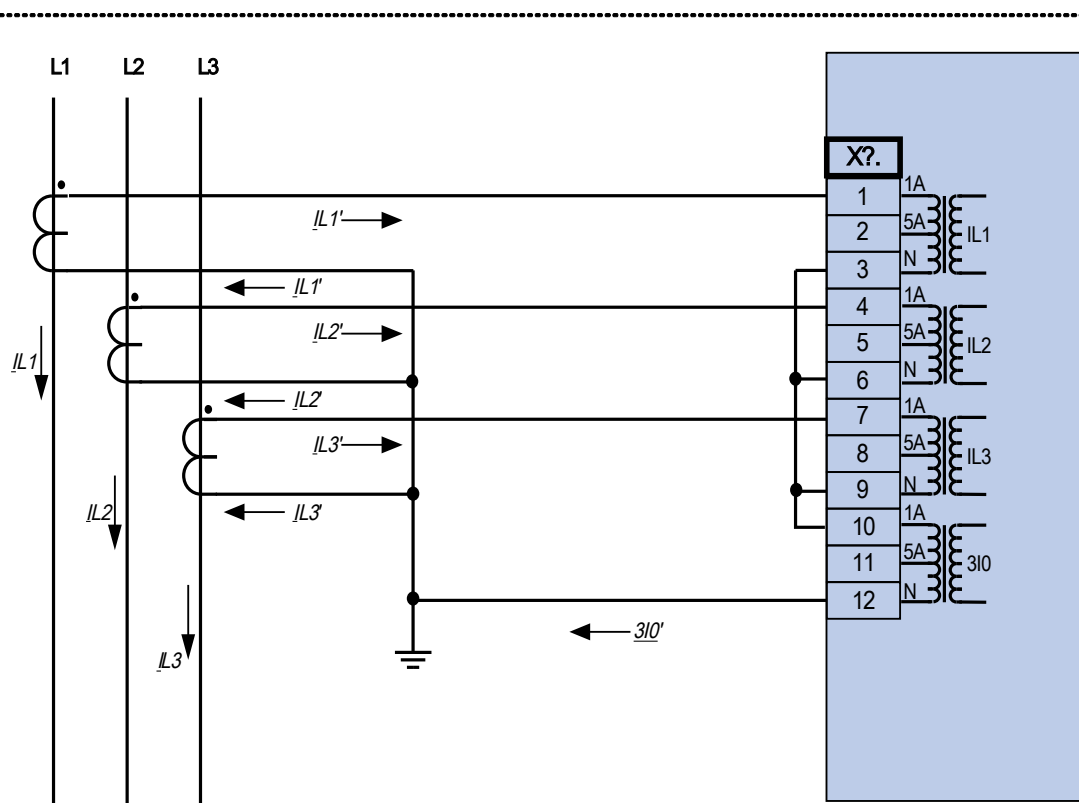 L1 L2 L3
X?.
1 1A
IL1'
2 5A IL1
3 N
IL1'
4 1A
IL2'
5 5A IL2
IL1
6 N
IL2'
7 1A
IL3'
8 5A IL3
9 N
IL2
IL3'
10 1A
11 5A 3I0
12 N
3I0'
IL3